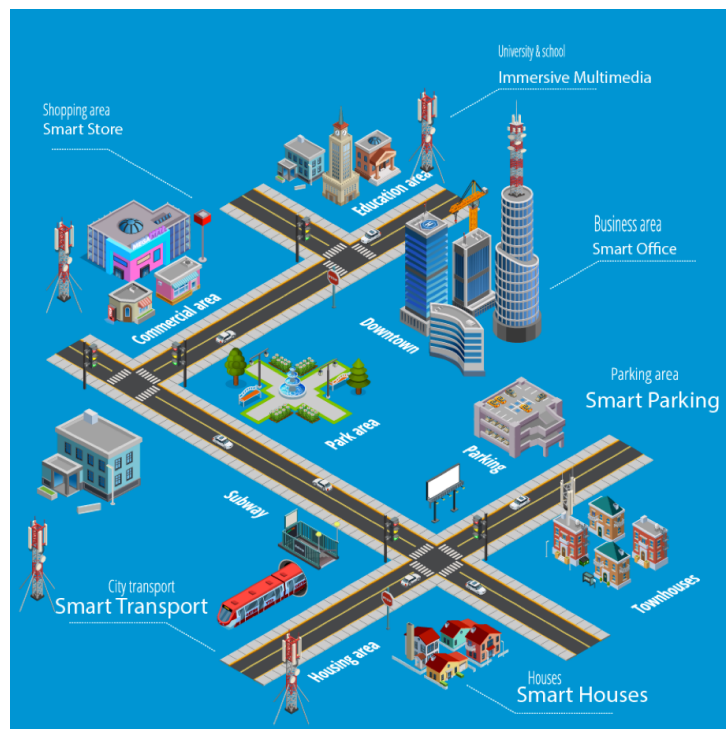 University & school
Immersive Multimedia
Shopping area
Smart Store
Education area
Business area
Smart Office
Commercial area
Downtown
Parking area
Smart Parking
Park area
Parking
Subway
City transport
Smart Transport
Townhouses
Housing area
Houses
Smart Houses